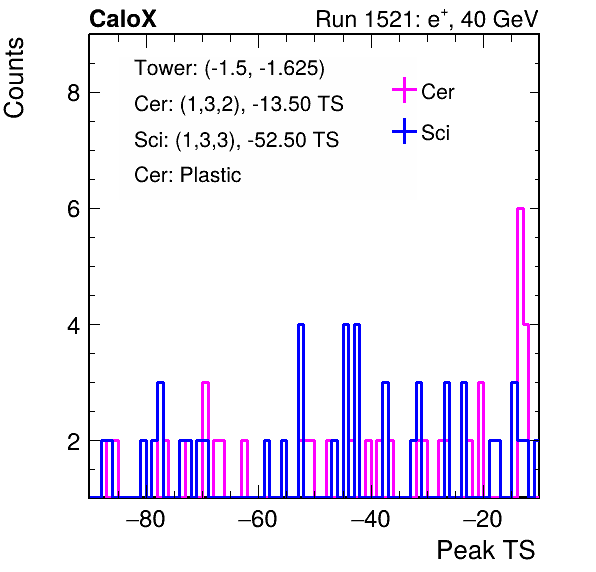 CaloX Run 1521: e⁺, 40 GeV
Counts
Tower: (-1.5, -1.625)
Cer: (1,3,2), -13.50 TS
Sci: (1,3,3), -52.50 TS
Cer: Plastic
Cer
Sci
8
6
4
2
−80 −60 −40 −20
Peak TS